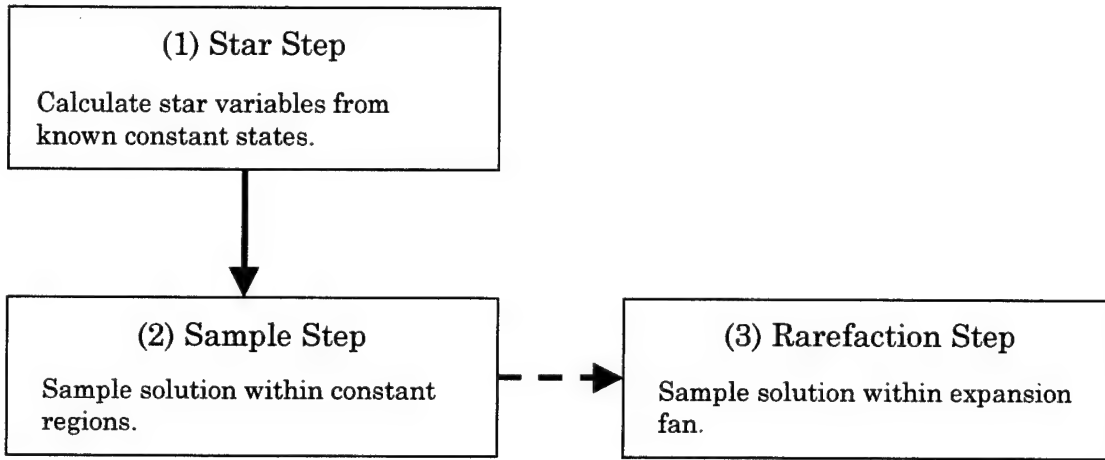 (1) Star Step
Calculate star variables from
known constant states.
(2) Sample Step
Sample solution within constant
regions.
(3) Rarefaction Step
Sample solution within expansion
fan.